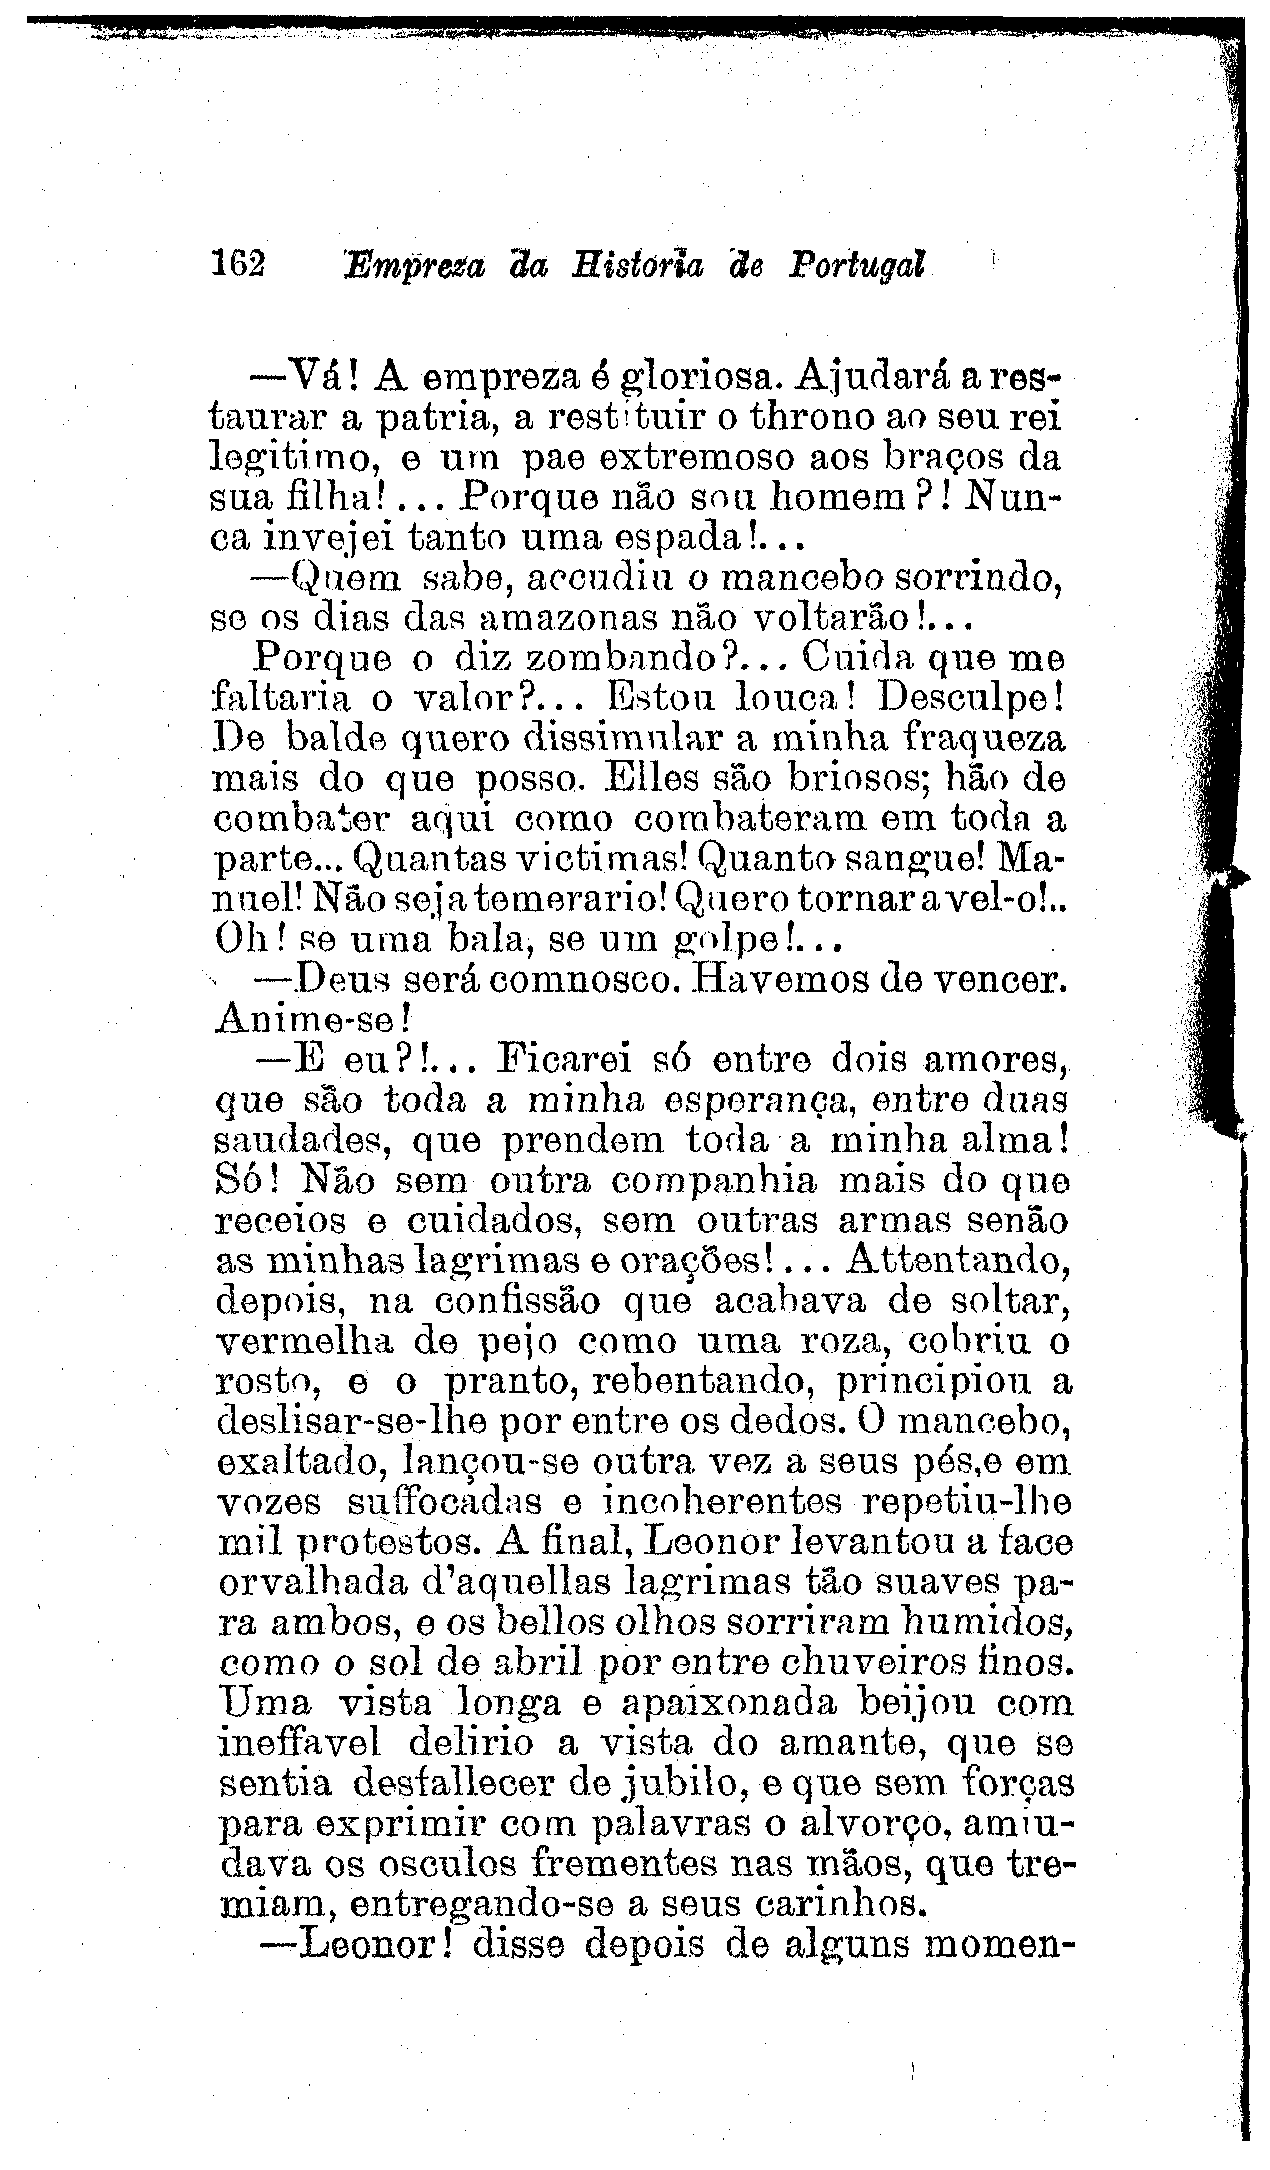 162 Empreza da Historia de Portugal
—Vá! A empreza é gloriosa. Ajudará a res-
taurar a patria, a restituir o throno ao seu rei
legitimo, e um pae extremoso aos braços da
sua filha!... Porque não sou homem?! Nun-
ca invejei tanto uma espada!...
—Quem sabe, accudiu o mancebo sorrindo,
se os dias das amazonas não voltarão!...
Porque o diz zombando?... Cuida que me
faltaria o valor?... Estou louca! Desculpe!
De balde quero dissimular a minha fraqueza
mais do que posso. Elles são briosos; hão de
combater aqui como combateram em toda a
parte... Quantas victimas! Quanto sangue! Ma-
nuel! Não seja temerario! Quero tornar a vel-o!..
Oh! se uma bala, se um golpe!...
—Deus será comnosco. Havemos de vencer.
Anime-se!
—E eu?!... Ficarei só entre dois amores,
que são toda a minha esperança, entre duas
saudades, que prendem toda a minha alma!
Só! Não sem outra companhia mais do que
receios e cuidados, sem outras armas senão
as minhas lagrimas e orações!... Attentando,
depois, na confissão que acabava de soltar,
vermelha de pejo como uma roza, cobriu o
rosto, e o pranto, rebentando, principiou a
deslisar-se-lhe por entre os dedos. O mancebo,
exaltado, lançou-se outra vez a seus pés,e em
vozes suffocadas e incoherentes repetiu-lhe
mil protestos. A final, Leonor levantou a face
orvalhada d'aquellas lagrimas tão suaves pa-
ra ambos, e os bellos olhos sorriram humidos,
como o sol de abril por entre chuveiros finos.
Uma vista longa e apaixonada beijou com
ineffavel delirio a vista do amante, que se
sentia desfallecer de jubilo, e que sem forças
para exprimir com palavras o alvorço, amiu-
dava os osculos frementes nas mãos, que tre-
miam, entregando-se a seus carinhos.
—Leonor! disse depois de alguns momen-